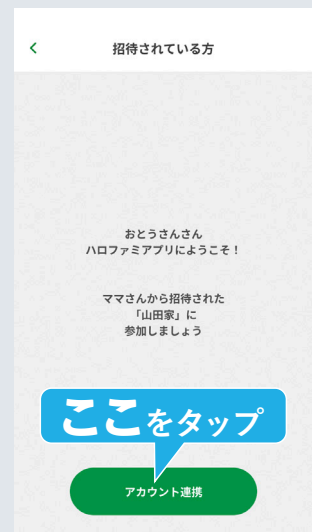 招待されている方
おとうさんさん
ハロファミアプリにようこそ！
ママさんから招待された
「山田家」に
参加しましょう
ここをタップ
アカウント連携